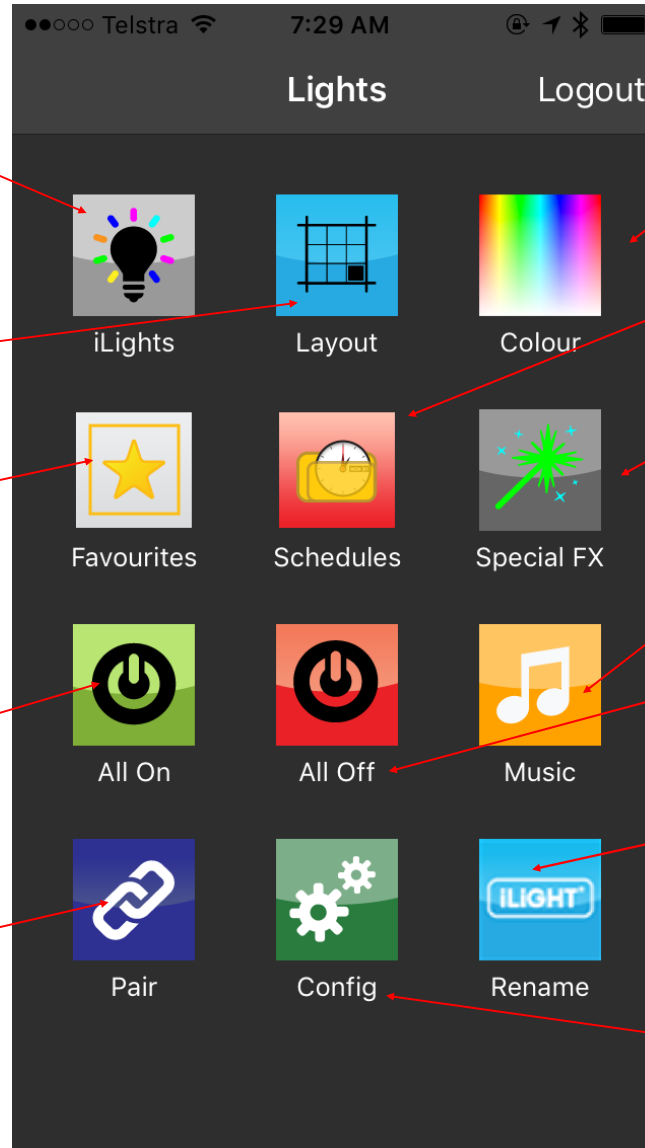 Telstra 7:29 AM
Lights Logout
iLights Layout Colour
Favourites Schedules Special FX
All On All Off Music
iLIGHT
Pair Config Rename